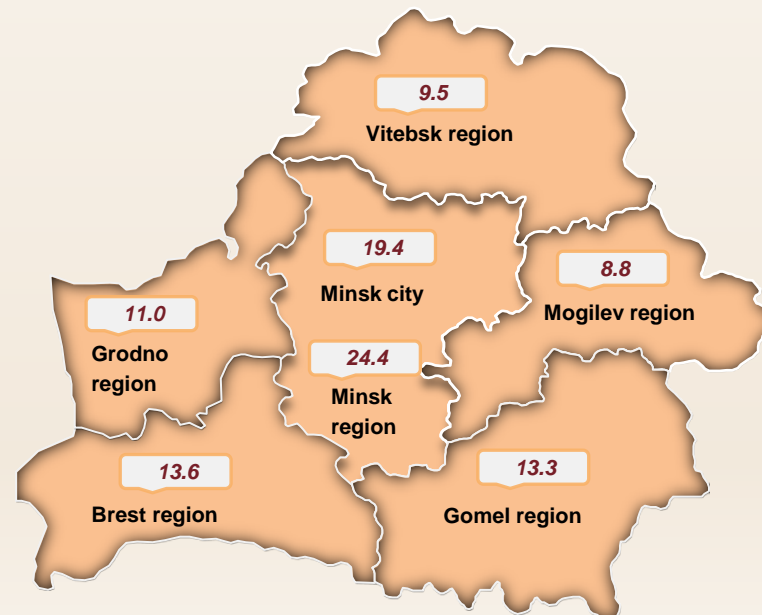 9.5
Vitebsk region
19.4
Minsk city
8.8
Mogilev region
11.0
Grodno
region
24.4
Minsk
region
13.6
Brest region
13.3
Gomel region